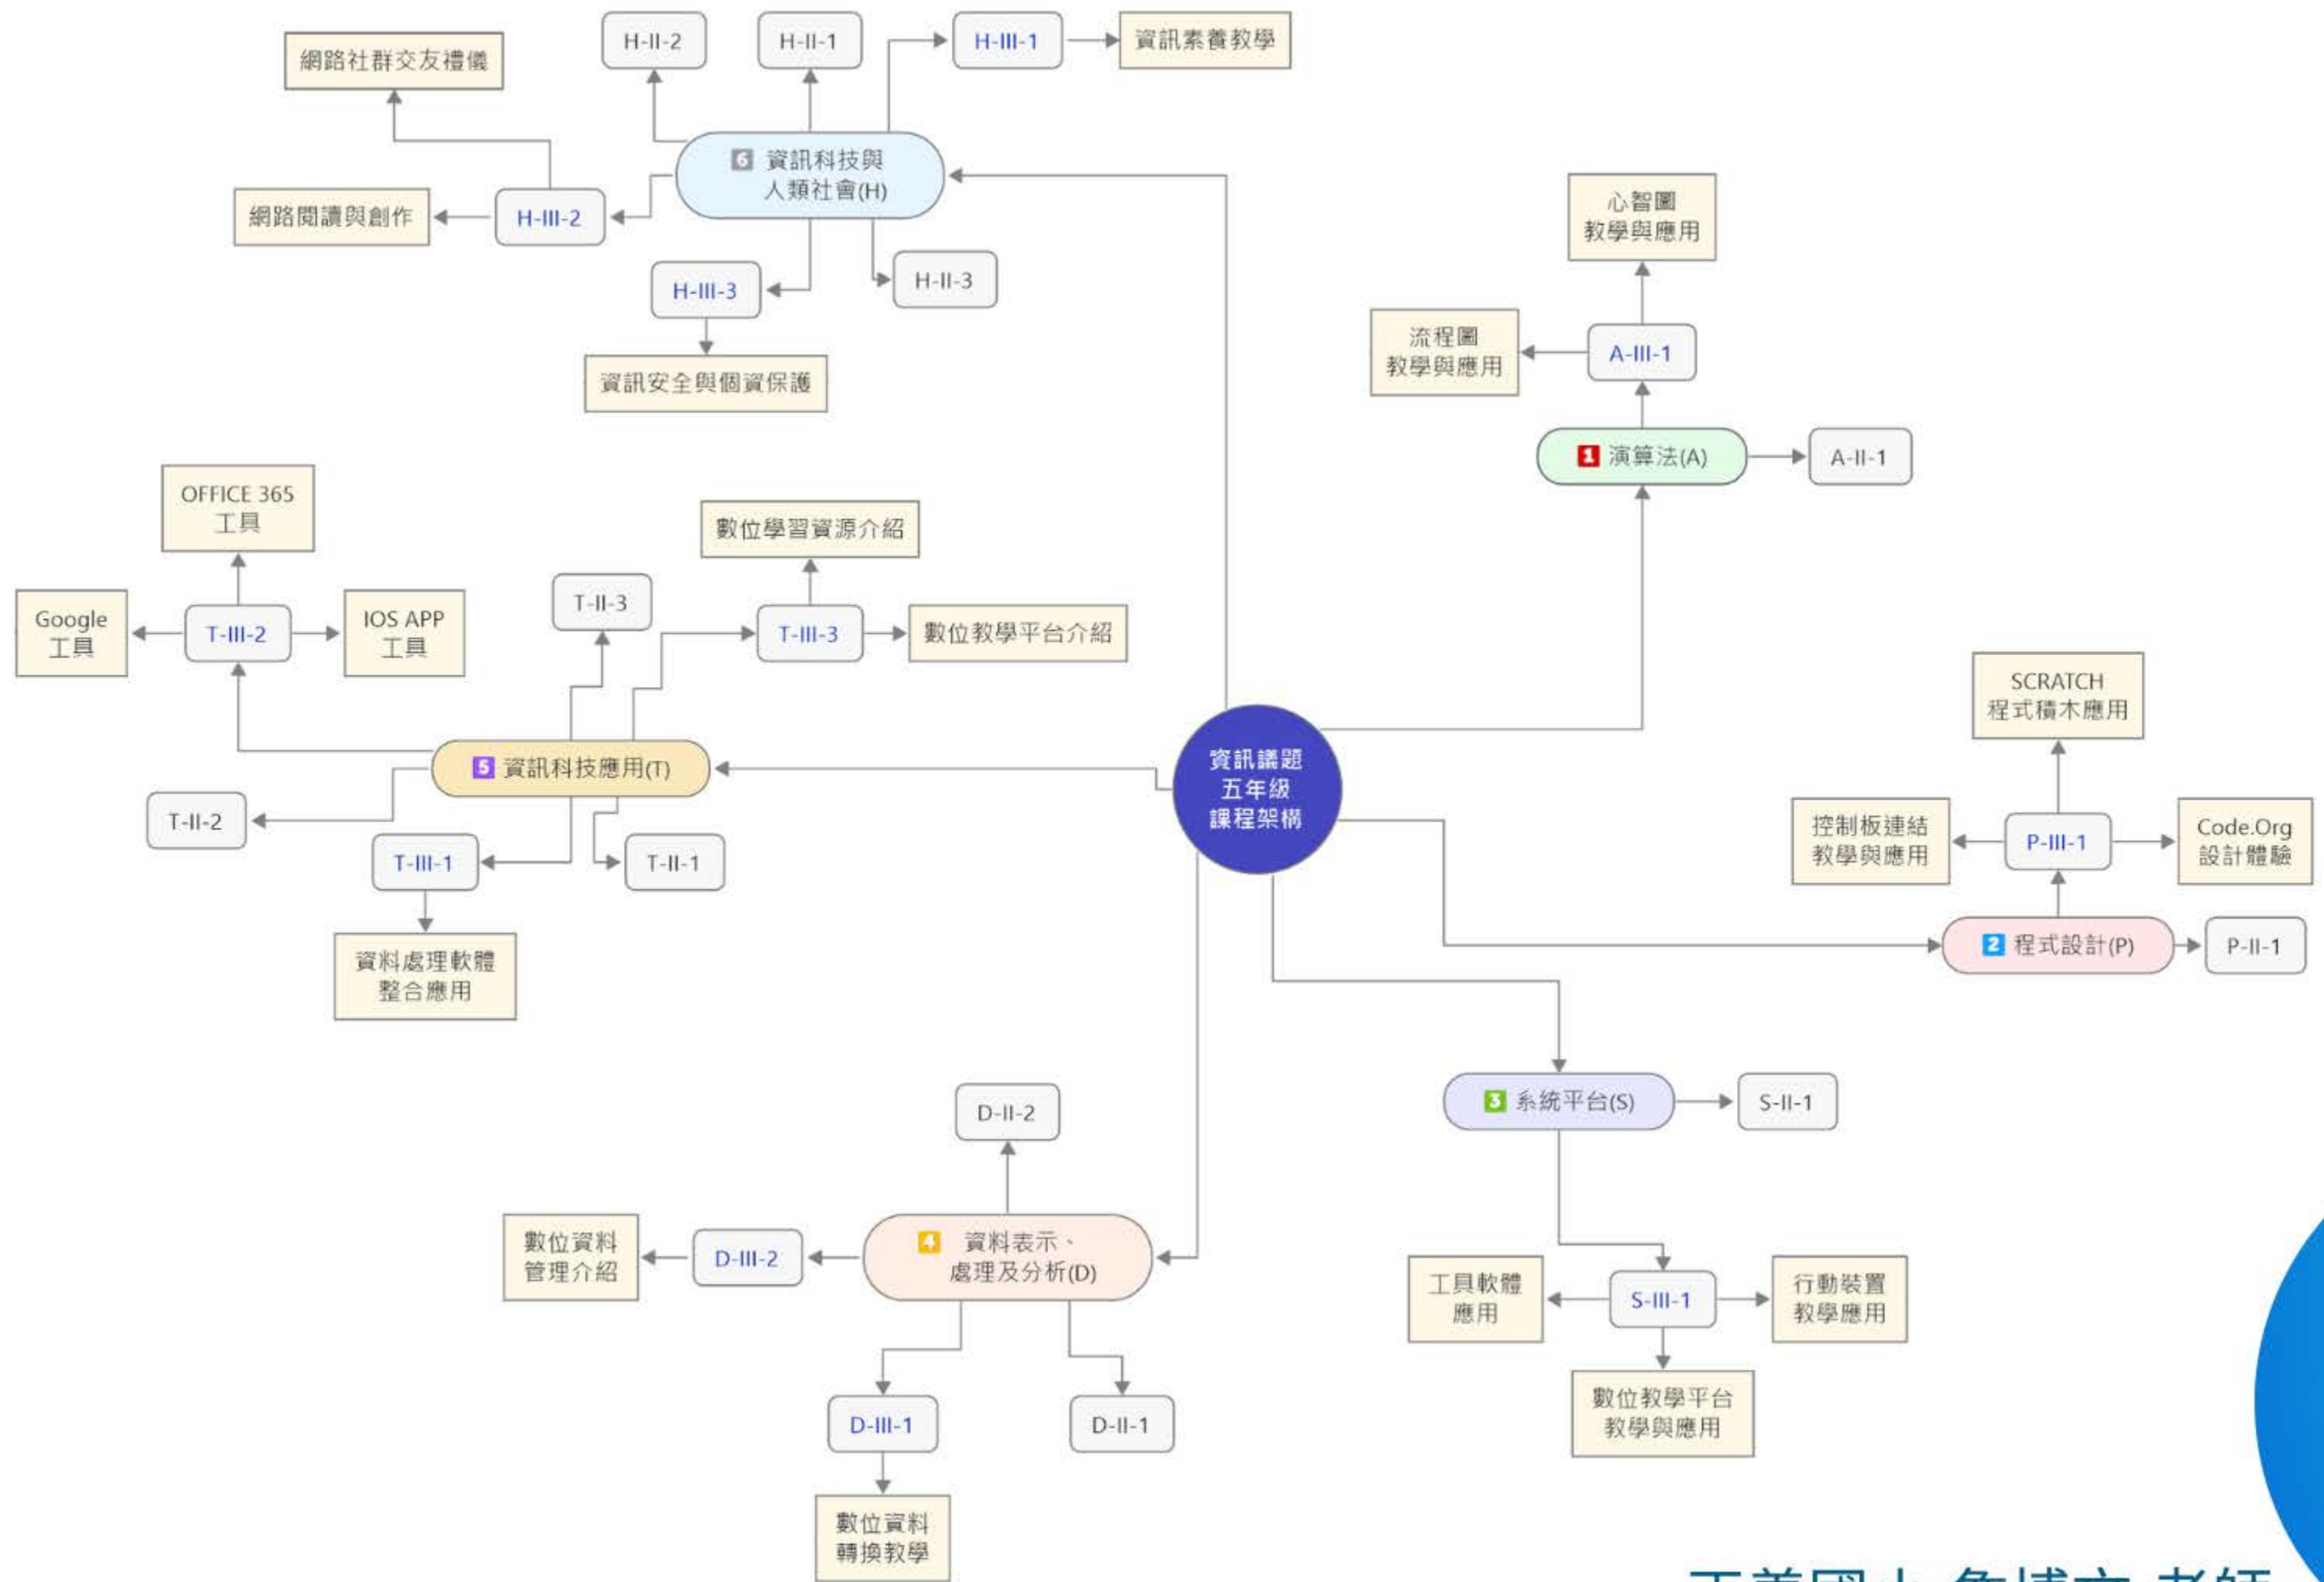 H-II-2
H-II-1
H-III-1
資訊素養教學
網路社群交友禮儀
6 資訊科技與
人類社會(H)
網路閱讀與創作
H-III-2
H-III-3
H-II-3
資訊安全與個資保護
心智圖
教學與應用
流程圖
教學與應用
A-III-1
1 演算法(A)
A-II-1
OFFICE 365
工具
Google
工具
T-III-2
IOS APP
工具
T-II-3
數位學習資源介紹
T-III-3
數位教學平台介紹
5 資訊科技應用(T)
T-II-2
T-III-1
T-II-1
資料處理軟體
整合應用
資訊議題
五年級
課程架構
SCRATCH
程式積木應用
控制板連結
教學與應用
P-III-1
Code.Org
設計體驗
2 程式設計(P)
P-II-1
3 系統平台(S)
S-II-1
工具軟體
應用
S-III-1
行動裝置
教學應用
數位教學平台
教學與應用
D-II-2
數位資料
管理介紹
D-III-2
4 資料表示、
處理及分析(D)
D-III-1
D-II-1
數位資料
轉換教學